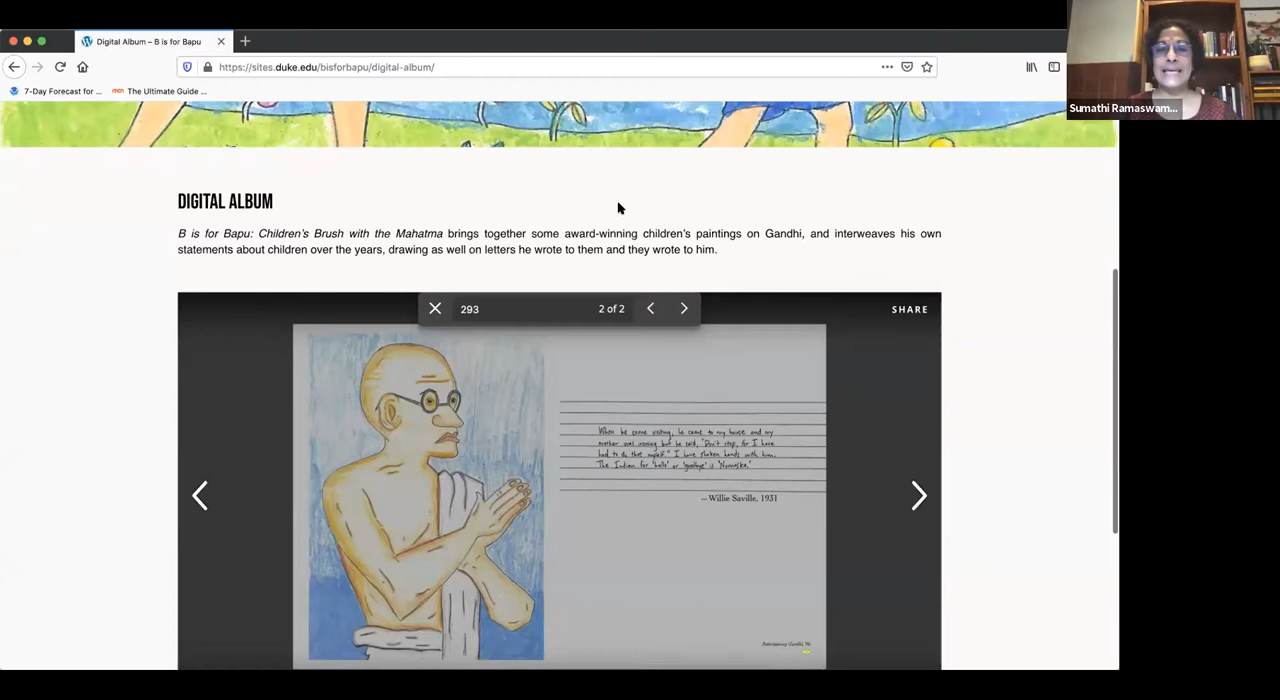 Digital Album – B is for Bapu
https://sites.duke.edu/bisforbapu/digital-album/
7-Day Forecast for ...
mch The Ultimate Guide ...
Sumathi Ramaswam...
DIGITAL ALBUM
B is for Bapu: Children's Brush with the Mahatma brings together some award-winning children's paintings on Gandhi, and interweaves his own
statements about children over the years, drawing as well on letters he wrote to them and they wrote to him.
293 2 of 2
SHARE
When he came visiting, he came to my house and my
mother was ironing but he said, "Don't stop, for I have
had to do that myself." I have shaken hands with him.
The Indian for 'hello' or 'goodbye' is
— Willie Saville, 1931